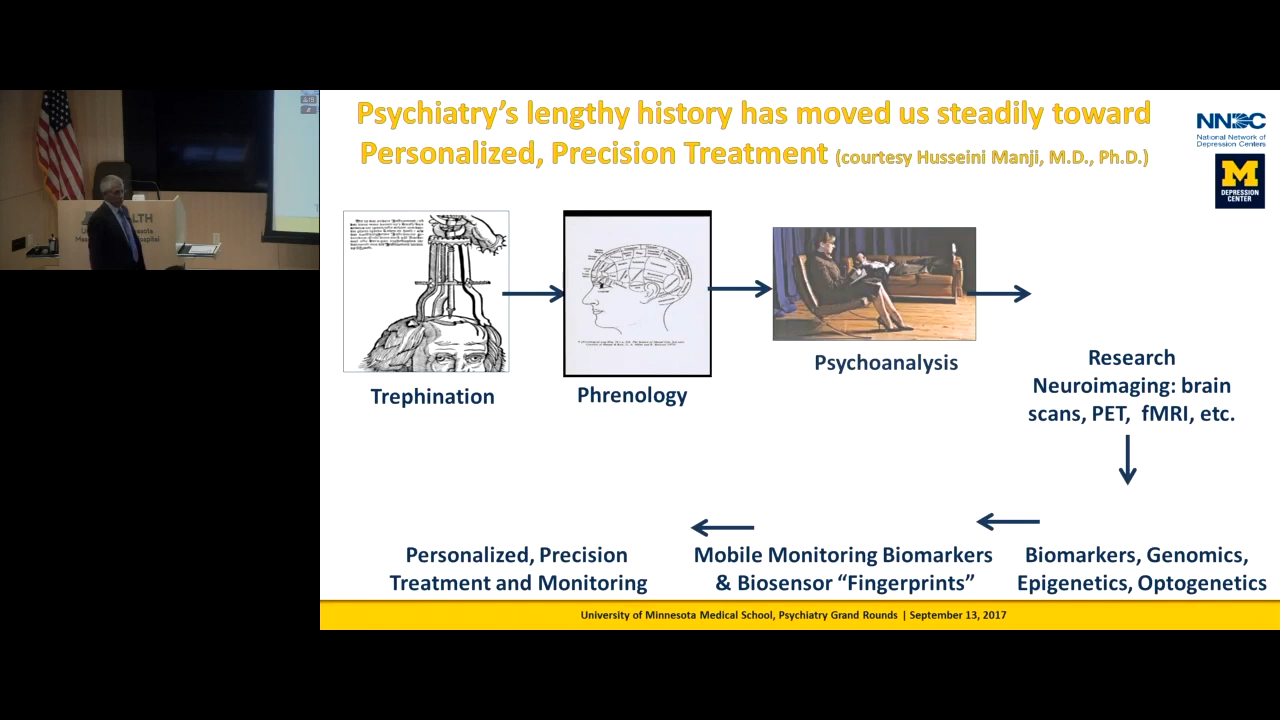 Psychiatry's lengthy history has moved us steadily toward
Personalized, Precision Treatment (courtesy Husseini Manji, M.D., Ph.D.)
NNDC
National Network of
Depression Centers
M
DEPRESSION
CENTER
Trephination
Phrenology
Psychoanalysis
Research
Neuroimaging: brain
scans, PET, fMRI, etc.
Biomarkers, Genomics,
Epigenetics, Optogenetics
Mobile Monitoring Biomarkers
& Biosensor “Fingerprints”
Personalized, Precision
Treatment and Monitoring
University of Minnesota Medical School, Psychiatry Grand Rounds | September 13, 2017